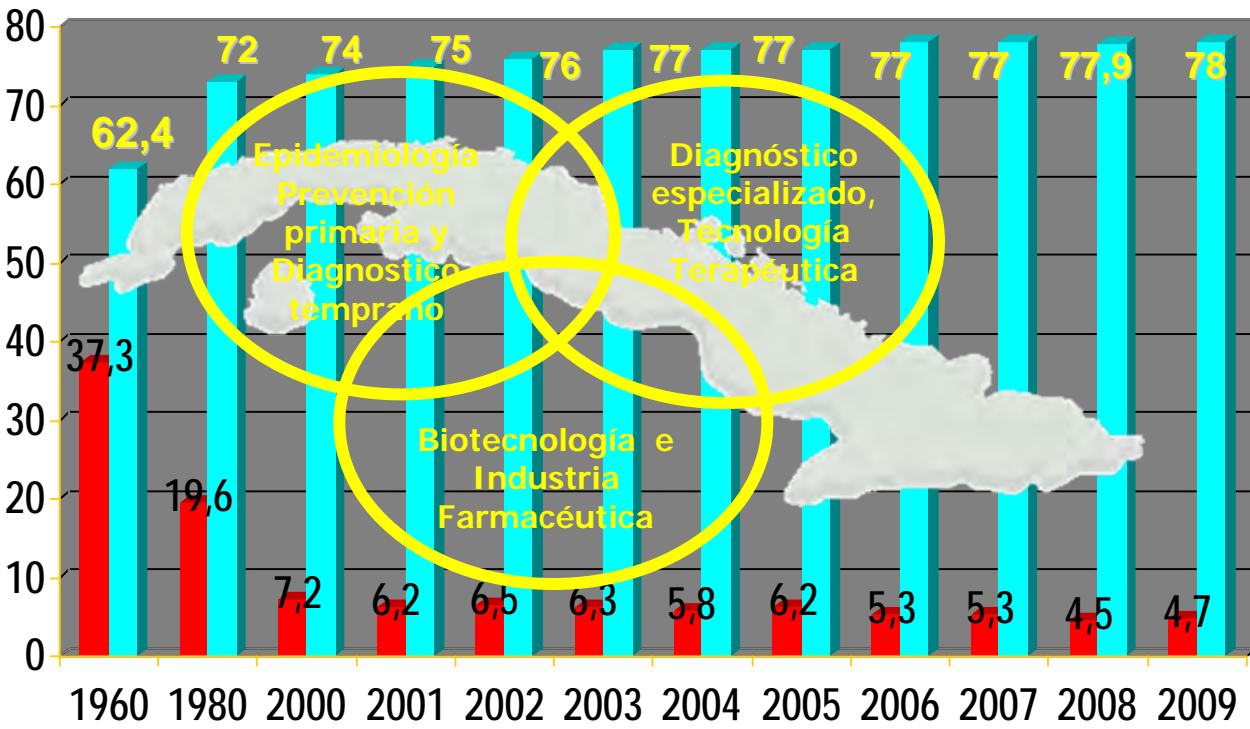 80
70
60
50
40
30
20
10
0
62,4
72
74
75
76
77
77
77
77
77,9
78
Epidemiología
Prevención
primaria y
Diagnostico
temprano
Diagnóstico
especializado,
Tecnología
Terapéutica
Biotecnología e
Industria
Farmacéutica
37,3
19,6
7,2
6,2
6,5
6,3
5,8
6,2
5,3
5,3
4,5
4,7
1960 1980 2000 2001 2002 2003 2004 2005 2006 2007 2008 2009